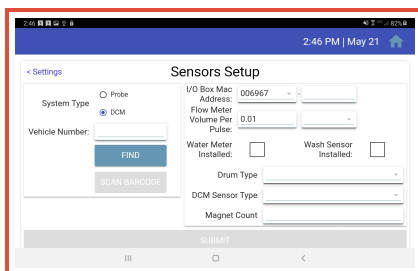 2:46 82%
2:46 PM | May 21
< Settings
Sensors Setup
System Type
Probe
DCM
Vehicle Number:
FIND
SCAN BARCODE
I/O Box Mac Address:
006967 -
Flow Meter Volume Per Pulse:
0.01
Water Meter Installed:
Wash Sensor Installed:
Drum Type
DCM Sensor Type
Magnet Count
SUBMIT